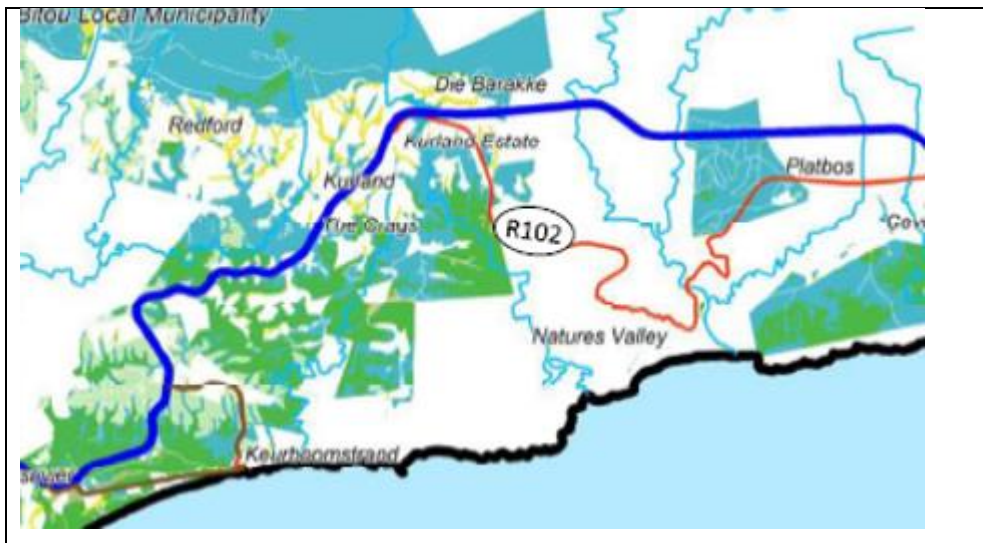 Bitou Local Municipality
Die Barakke
Redford
Kurland Estate
Platbos
Kurland
The Crags
R102
Natures Valley
Keurboomstrand